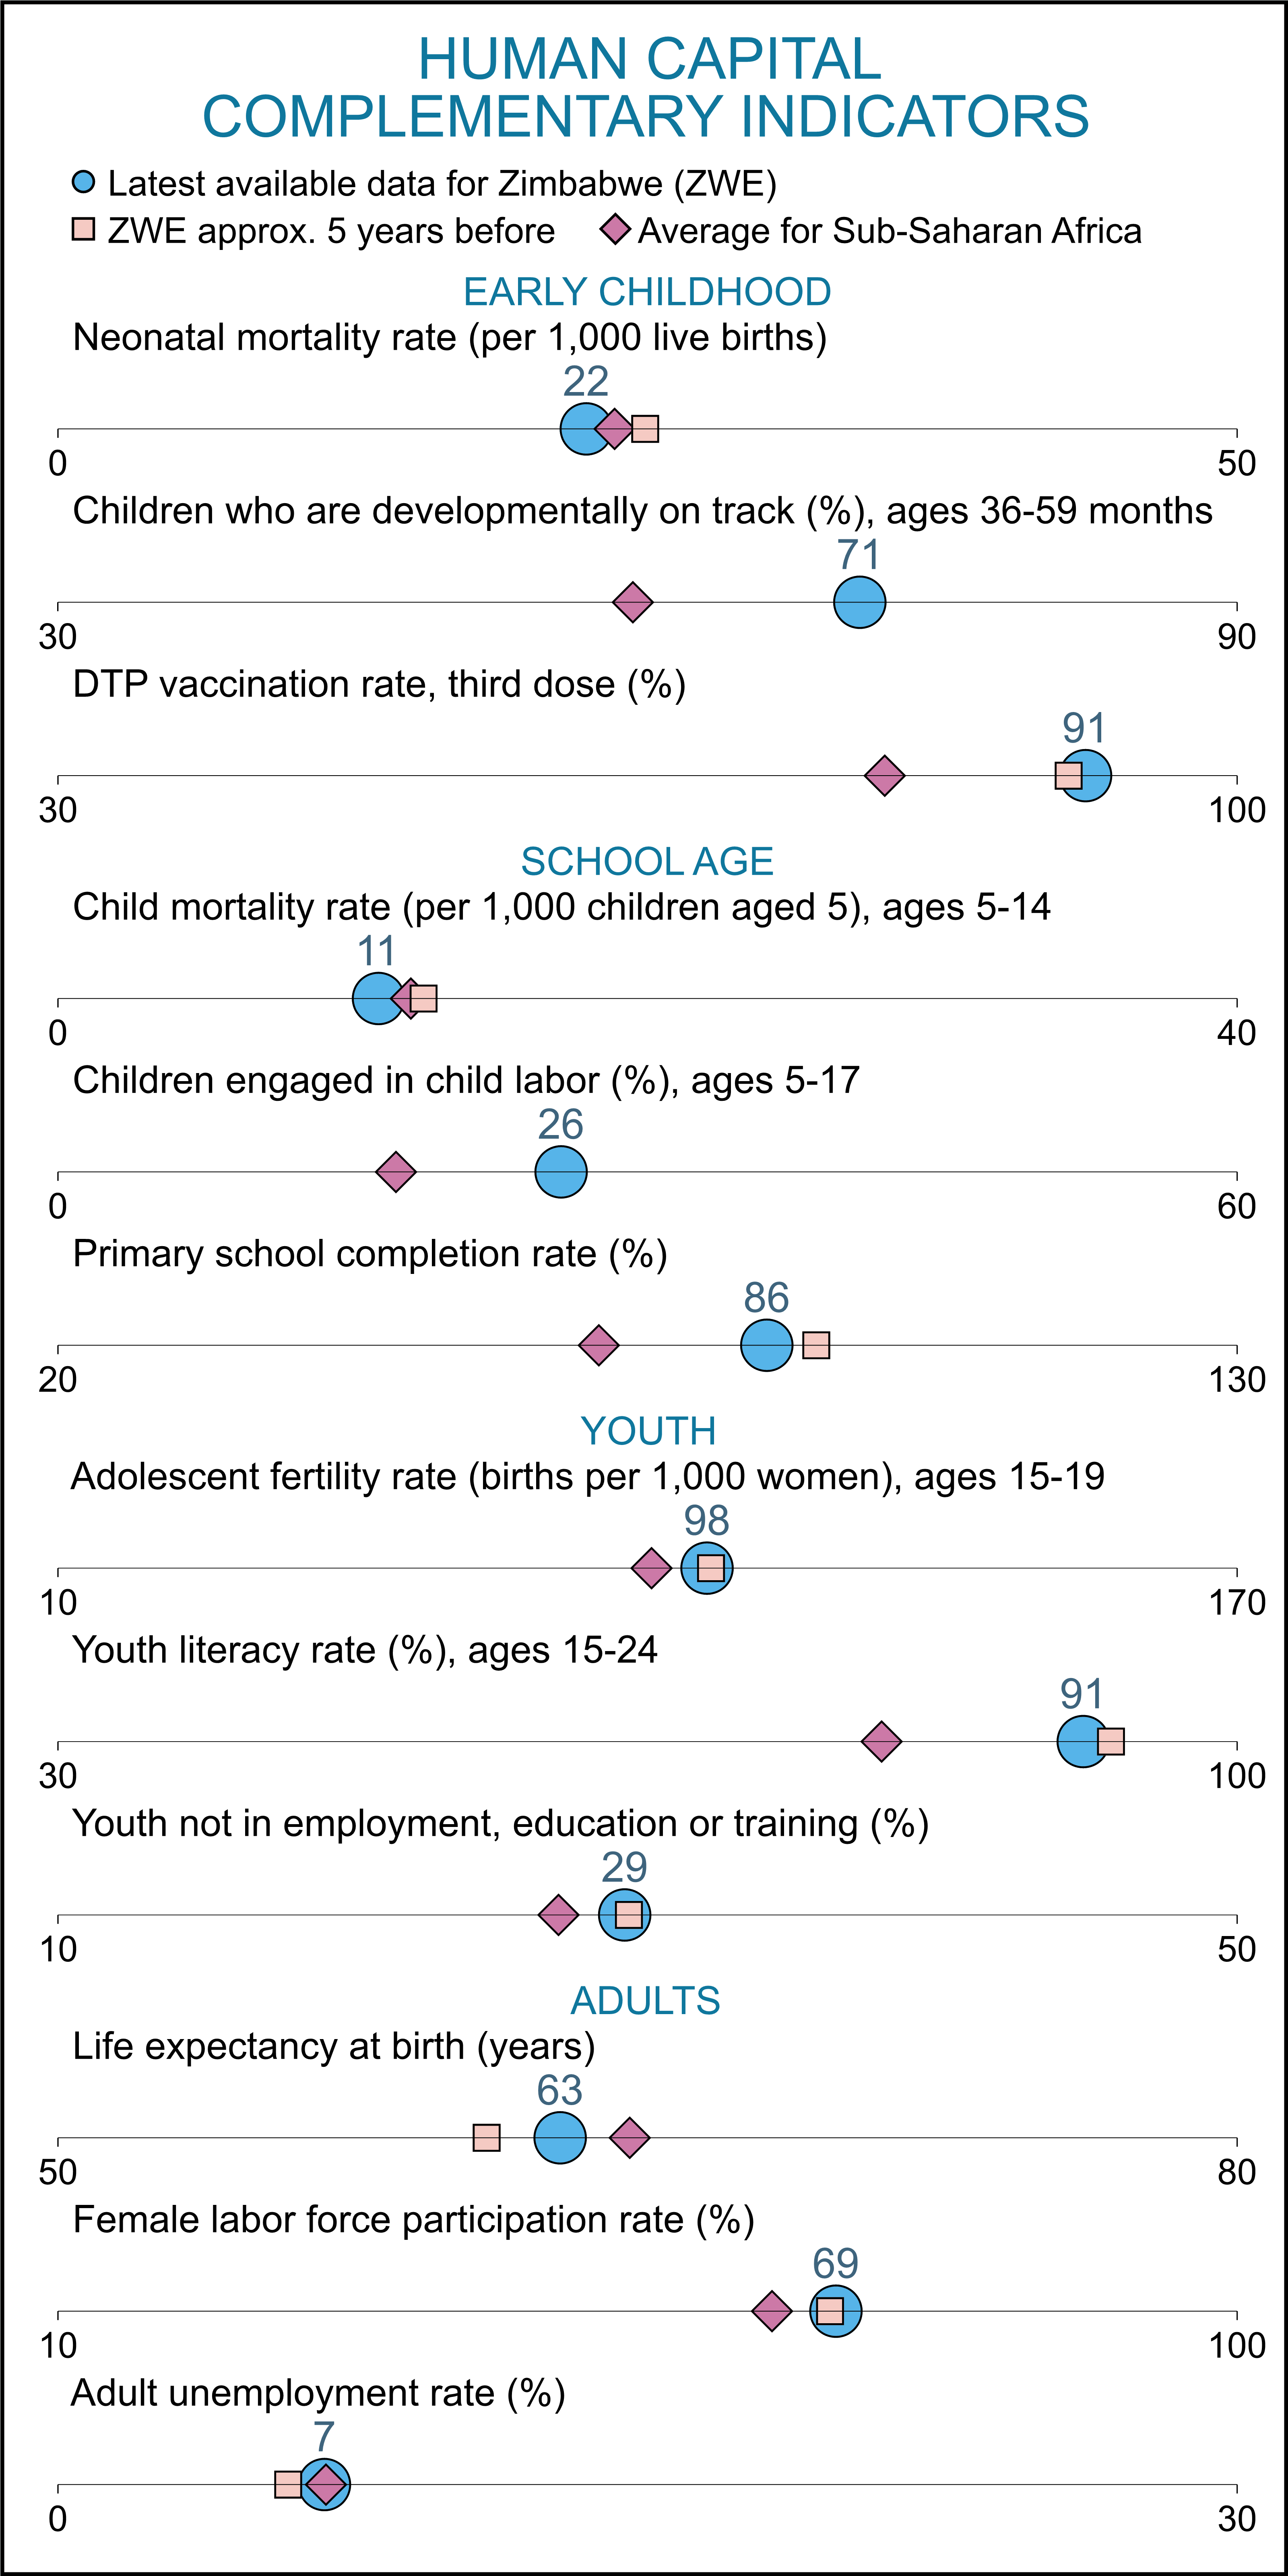 HUMAN CAPITAL
COMPLEMENTARY INDICATORS
Latest available data for Zimbabwe (ZWE)
ZWE approx. 5 years before Average for Sub-Saharan Africa
EARLY CHILDHOOD
Neonatal mortality rate (per 1,000 live births)
22
0 50
Children who are developmentally on track (%), ages 36-59 months
71
30 90
DTP vaccination rate, third dose (%)
91
30 100
SCHOOL AGE
Child mortality rate (per 1,000 children aged 5), ages 5-14
11
0 40
Children engaged in child labor (%), ages 5-17
26
0 60
Primary school completion rate (%)
86
20 130
YOUTH
Adolescent fertility rate (births per 1,000 women), ages 15-19
98
10 170
Youth literacy rate (%), ages 15-24
91
30 100
Youth not in employment, education or training (%)
29
10 50
ADULTS
Life expectancy at birth (years)
63
50 80
Female labor force participation rate (%)
69
10 100
Adult unemployment rate (%)
7
0 30